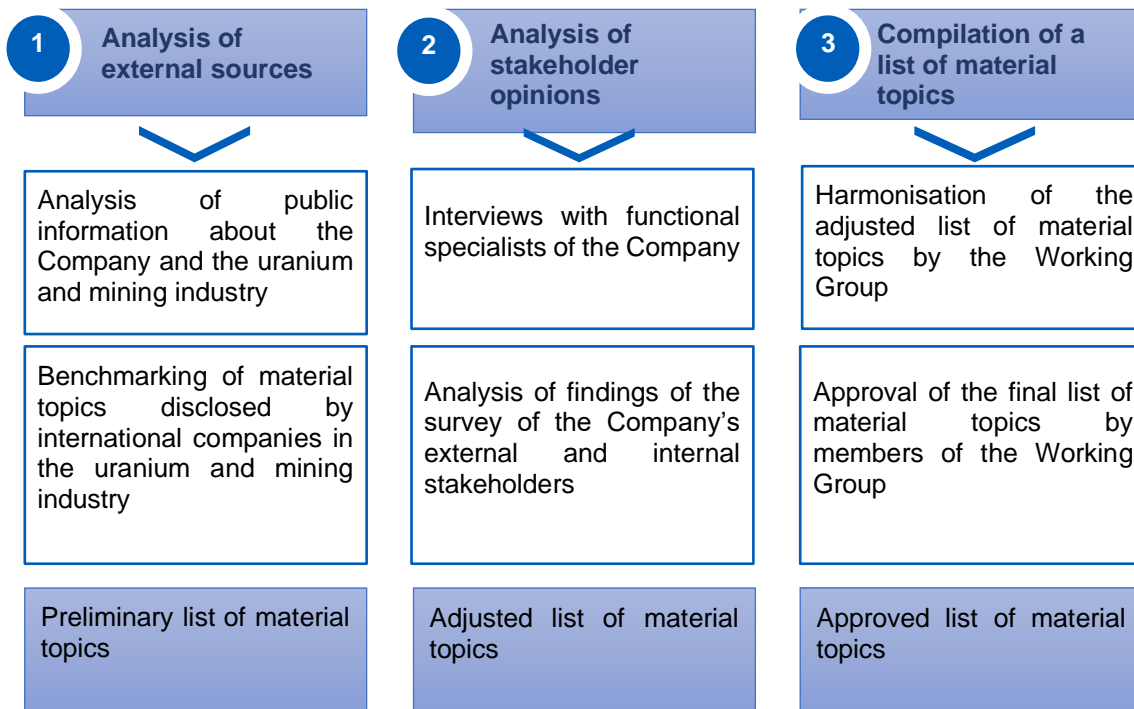 1
Analysis of
external sources
Analysis of public
information about the
Company and the uranium
and mining industry
Benchmarking of material
topics disclosed by
international companies in
the uranium and mining
industry
Preliminary list of material
topics
2
Analysis of
stakeholder
opinions
Interviews with functional
specialists of the Company
Analysis of findings of the
survey of the Company’s
external and internal
stakeholders
Adjusted list of material
topics
3
Compilation of a
list of material
topics
Harmonisation of the
adjusted list of material
topics by the Working
Group
Approval of the final list of
material topics by
members of the Working
Group
Approved list of material
topics